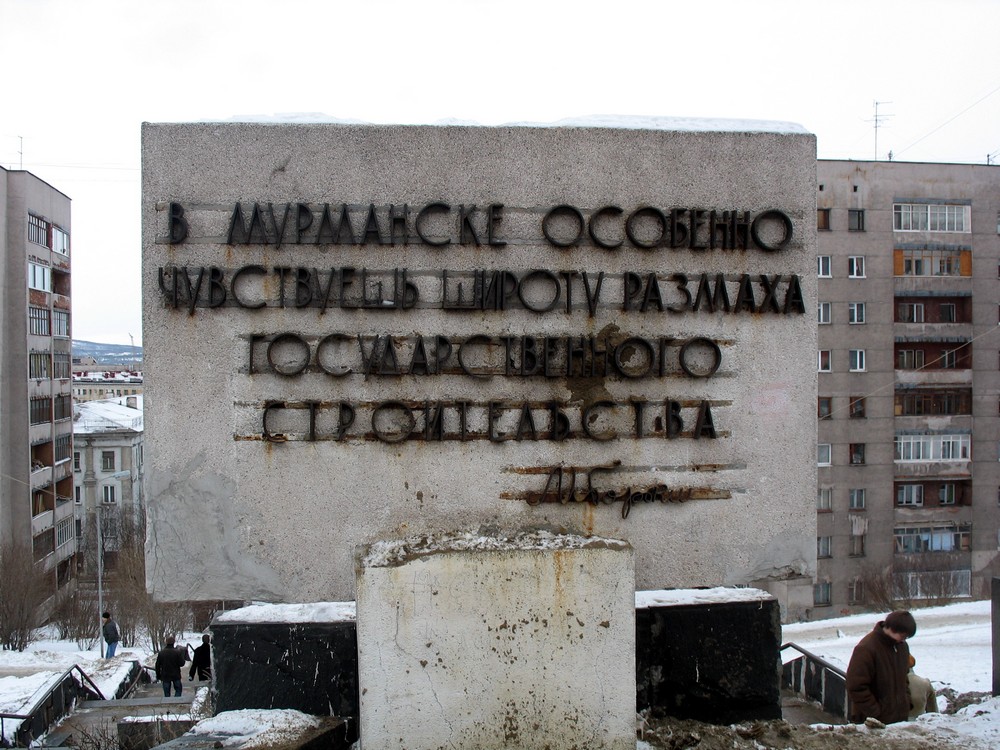 В МУРМАНСКЕ ОСОБЕННО
ЧУВСТВУЕШЬ ШИРОТУ РАЗМАХА
ГОСУДАРСТВЕННОГО
СТРОИТЕЛЬСТВА